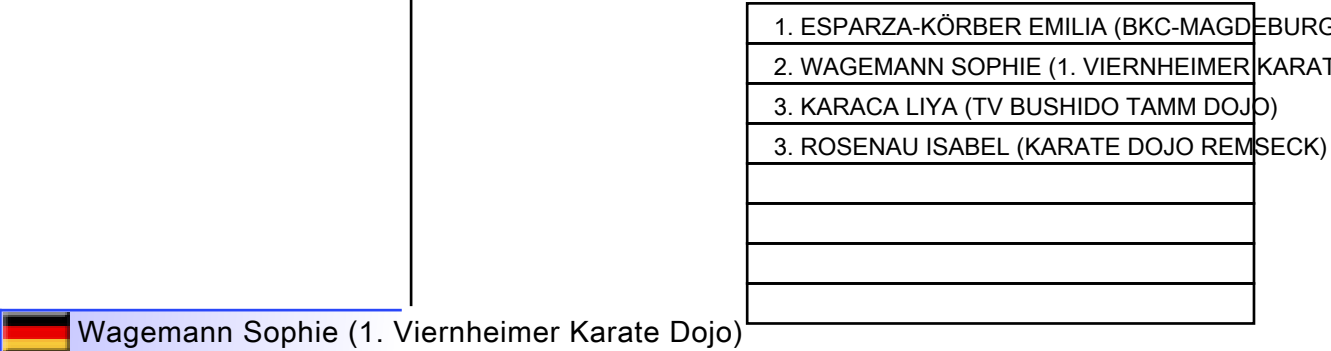 1. ESPARZA-KÖRBER EMILIA (BKC-MAGDEBURG
2. WAGEMANN SOPHIE (1. VIERNHEIMER KARAT
3. KARACA LIYA (TV BUSHIDO TAMM DOJO)
3. ROSENAU ISABEL (KARATE DOJO REMSECK)
Wagemann Sophie (1. Viernheimer Karate Dojo)